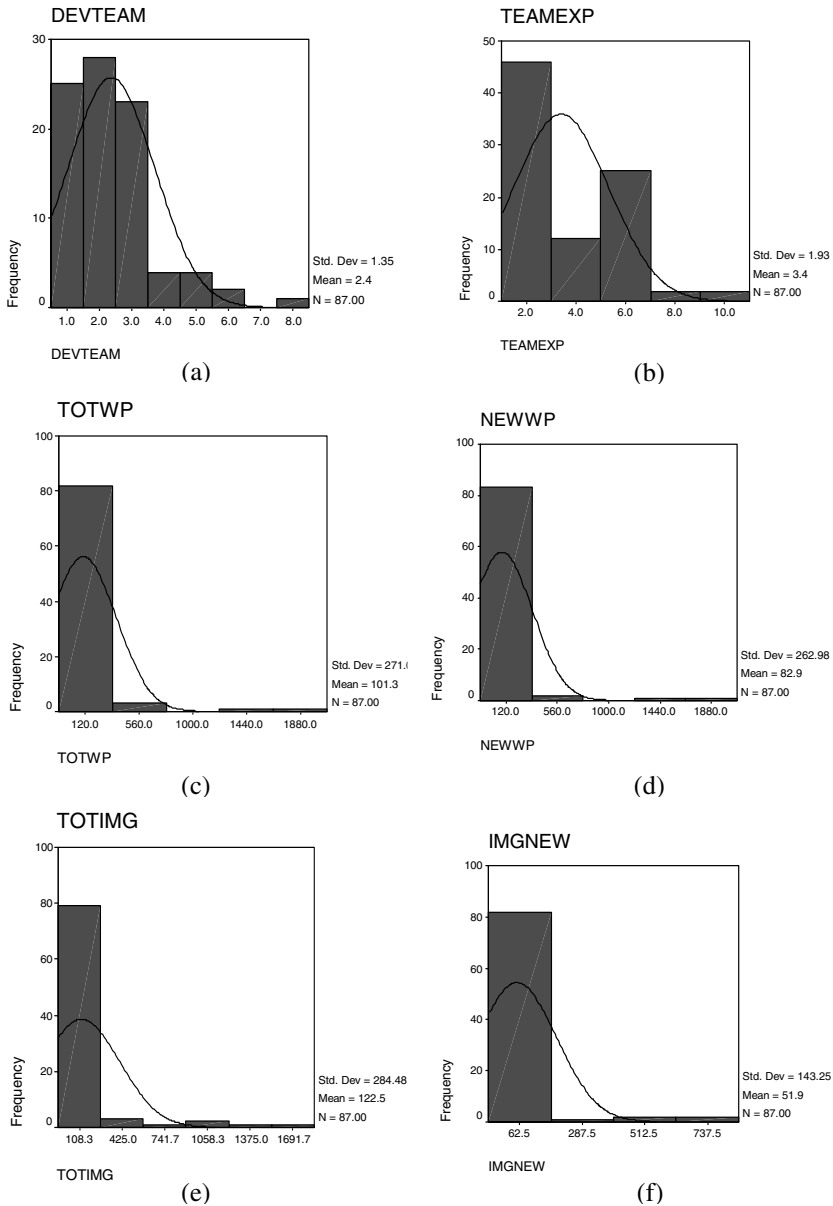 DEVTEAM
30
20
10
0
Frequency
1.0 2.0 3.0 4.0 5.0 6.0 7.0 8.0
Std. Dev = 1.35
Mean = 2.4
N = 87.00
DEVTEAM
(a)
TEAMEXP
50
40
30
20
10
0
Frequency
2.0 4.0 6.0 8.0 10.0
Std. Dev = 1.93
Mean = 3.4
N = 87.00
TEAMEXP
(b)
TOTWP
100
80
60
40
20
0
Frequency
120.0 560.0 1000.0 1440.0 1880.0
Std. Dev = 271.
Mean = 101.3
N = 87.00
TOTWP
(c)
NEWWP
100
80
60
40
20
0
Frequency
120.0 560.0 1000.0 1440.0 1880.0
Std. Dev = 262.98
Mean = 82.9
N = 87.00
NEWWP
(d)
TOTIMG
100
80
60
40
20
0
Frequency
108.3 425.0 741.7 1058.3 1375.0 1691.7
Std. Dev = 284.48
Mean = 122.5
N = 87.00
TOTIMG
(e)
IMGNEW
100
80
60
40
20
0
Frequency
62.5 287.5 512.5 737.5
Std. Dev = 143.25
Mean = 51.9
N = 87.00
IMGNEW
(f)